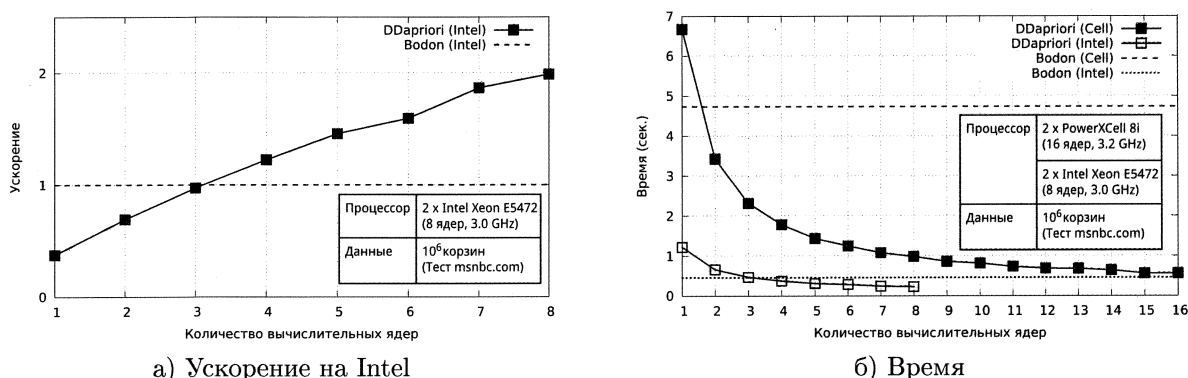 DDapriori (Intel)
Bodon (Intel)
Ускорение
2
1
0
Процессор
2 x Intel Xeon E5472
(8 ядер, 3.0 GHz)
Данные
10⁶корзин
(Тест msnbc.com)
1 2 3 4 5 6 7 8
Количество вычислительных ядер
а) Ускорение на Intel
DDapriori (Cell)
DDapriori (Intel)
Bodon (Cell)
Bodon (Intel)
Время (сек.)
7
6
5
4
3
2
1
0
Процессор
2 x PowerXCell 8i
(16 ядер, 3.2 GHz)
2 x Intel Xeon E5472
(8 ядер, 3.0 GHz)
Данные
10⁶корзин
(Тест msnbc.com)
1 2 3 4 5 6 7 8 9 10 11 12 13 14 15 16
Количество вычислительных ядер
б) Время